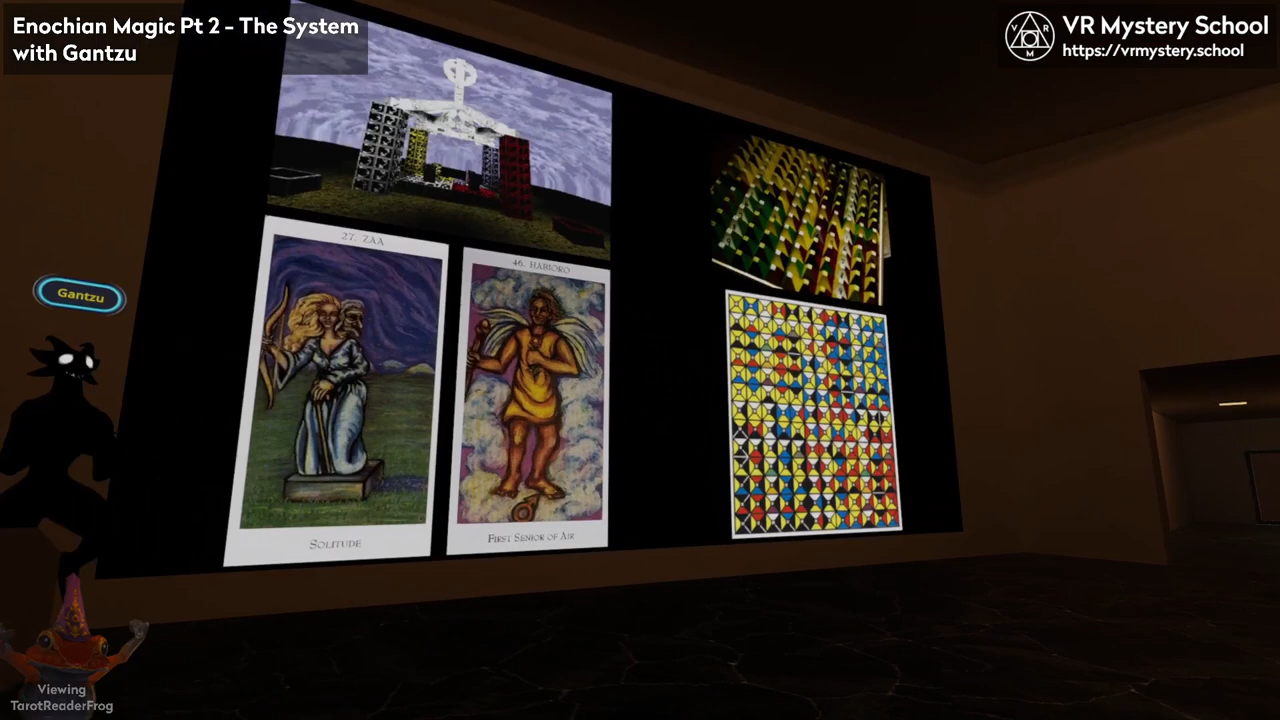 Enochian Magic Pt 2 - The System
with Gantzu
VR Mystery School
https://vrmystery.school
V R
M
27. ZAA
46. HABIORO
Gantzu
SOLITUDE
FIRST SENIOR OF AIR
Viewing
TarotReaderFrog